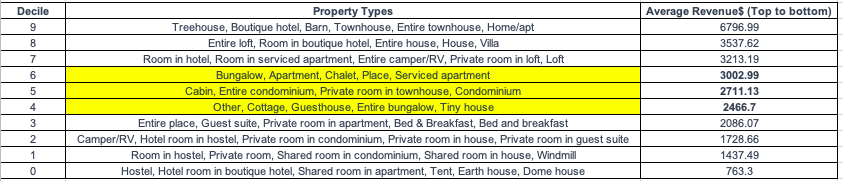 Decile Property Types Average Revenue$ (Top to bottom)
9 Treehouse, Boutique hotel, Barn, Townhouse, Entire townhouse, Home/apt 6796.99
8 Entire loft, Room in boutique hotel, Entire house, House, Villa 3537.62
7 Room in hotel, Room in serviced apartment, Entire camper/RV, Private room in loft, Loft 3213.19
6 Bungalow, Apartment, Chalet, Place, Serviced apartment 3002.99
5 Cabin, Entire condominium, Private room in townhouse, Condominium 2711.13
4 Other, Cottage, Guesthouse, Entire bungalow, Tiny house 2466.7
3 Entire place, Guest suite, Private room in apartment, Bed & Breakfast, Bed and breakfast 2086.07
2 Camper/RV, Hotel room in hostel, Private room in condominium, Private room in house, Private room in guest suite 1728.66
1 Room in hostel, Private room, Shared room in condominium, Shared room in house, Windmill 1437.49
0 Hostel, Hotel room in boutique hotel, Shared room in apartment, Tent, Earth house, Dome house 763.3